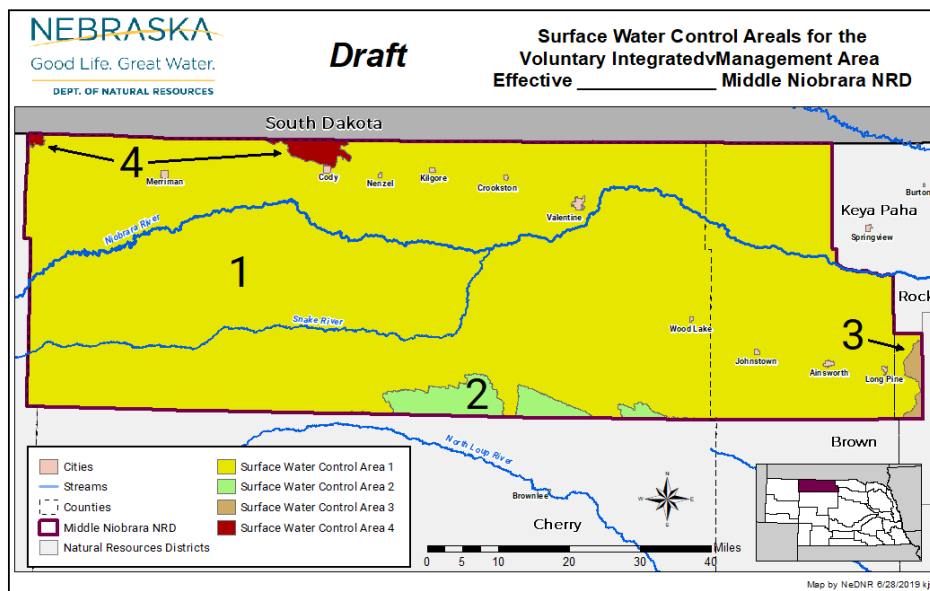 NEBRASKA
Good Life. Great Water.
DEPT. OF NATURAL RESOURCES
Draft
Surface Water Control Areals for the
Voluntary IntegratedvManagement Area
Effective ____________ Middle Niobrara NRD
South Dakota
4
Merriman
Cody
Nenzel
Kilgore
Crookston
Valentine
Burton
Keya Paha
Springview
Niobrara River
1
Rock
Snake River
Wood Lake
3
Johnstown
Ainsworth
Long Pine
2
North Loup River
Brown
Brownlee
Cherry
Cities
Streams
Counties
Middle Niobrara NRD
Natural Resources Districts
Surface Water Control Area 1
Surface Water Control Area 2
Surface Water Control Area 3
Surface Water Control Area 4
N
W
E
S
Miles
0 5 10 20 30 40
Map by NeDNR 6/28/2019 kj